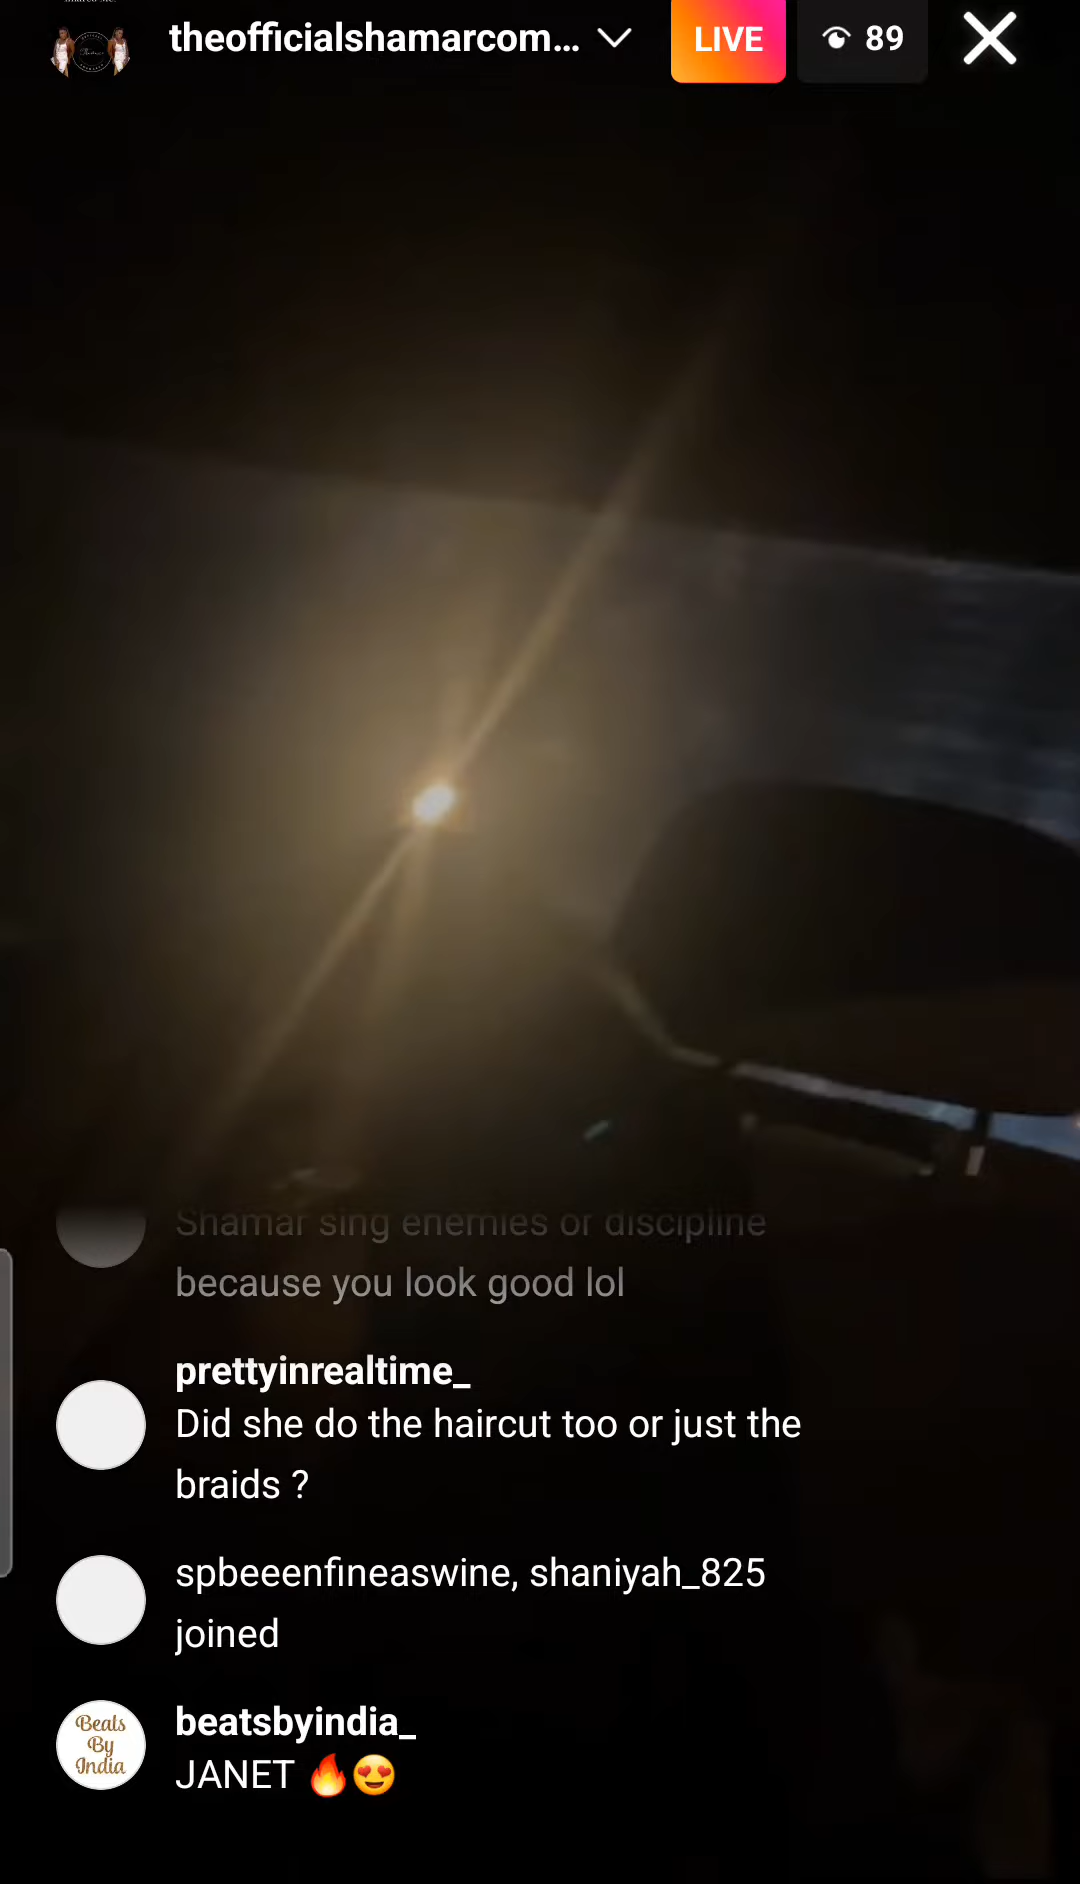 theofficialshamarcom...
LIVE
89
Shamar sing enemies or discipline
because you look good lol
prettyinrealtime_
Did she do the haircut too or just the
braids ?
spbeeenfineaswine, shaniyah_825
joined
Beats
By
India
beatsbyindia_
JANET 🔥😍